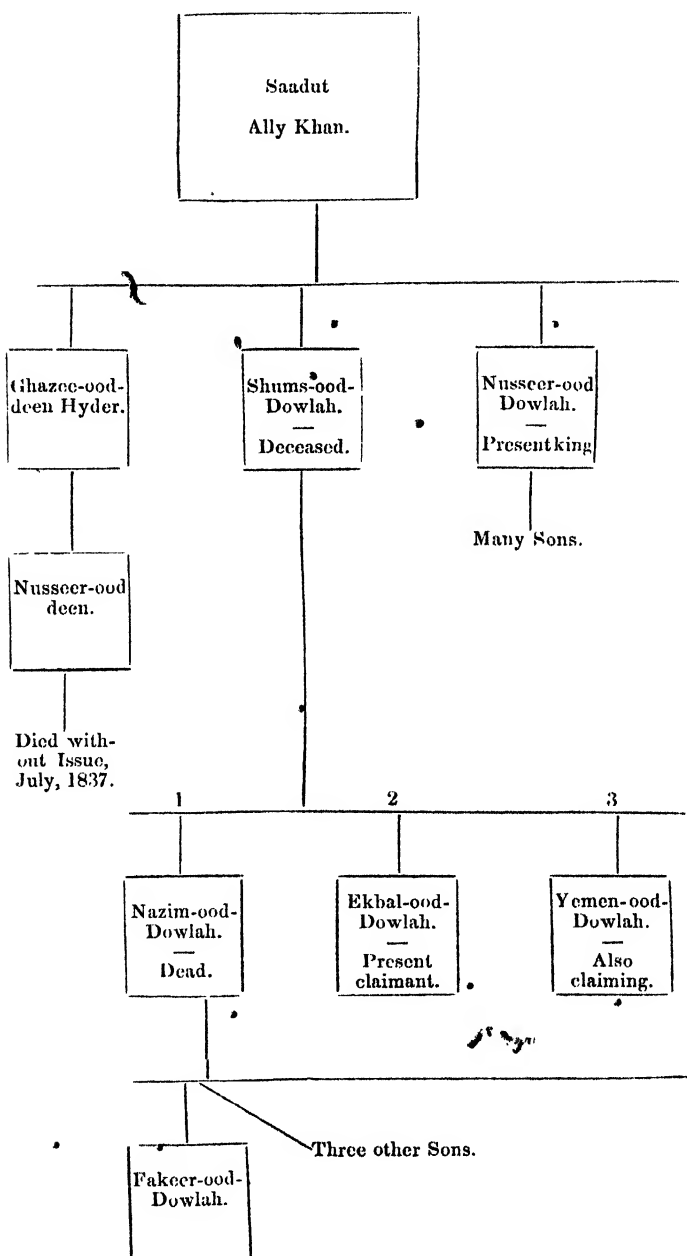 Saadut
Ally Khan.
Ghazee-ood-
deen Hyder.
Shums-ood-
Dowlah.
—
Deceased.
Nusseer-ood
Dowlah.
—
Present king
Many Sons.
Nusseer-ood
deen.
Died with-
out Issue,
July, 1837.
1
2
3
Nazim-ood-
Dowlah.
—
Dead.
Ekbal-ood-
Dowlah.
—
Present
claimant.
Yemen-ood-
Dowlah.
—
Also
claiming.
Three other Sons.
Fakeer-ood-
Dowlah.